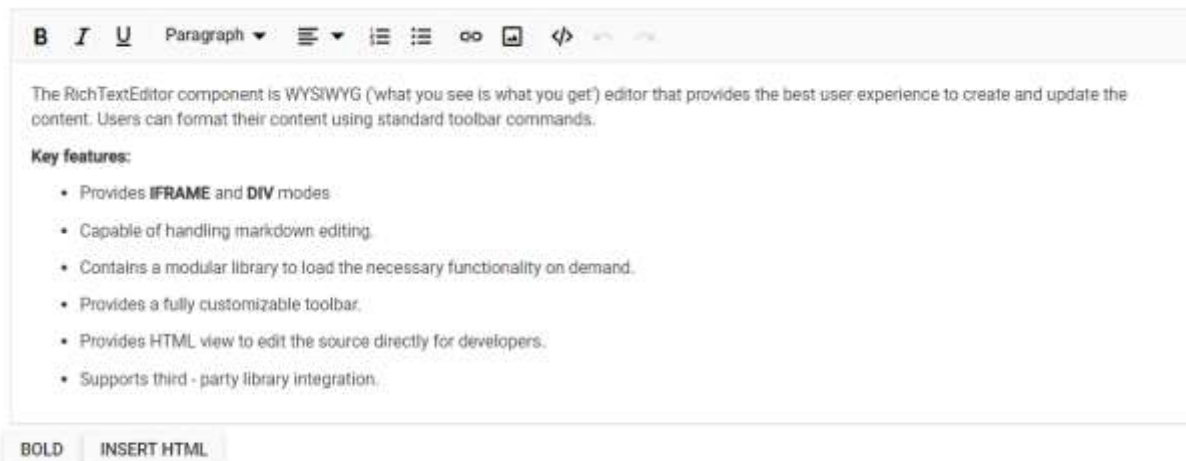 B I U Paragraph
The RichTextEditor component is WYSIWYG ('what you see is what you get') editor that provides the best user experience to create and update the
content. Users can format their content using standard toolbar commands.
Key features:
• Provides IFRAME and DIV modes
• Capable of handling markdown editing.
• Contains a modular library to load the necessary functionality on demand.
• Provides a fully customizable toolbar.
• Provides HTML view to edit the source directly for developers.
• Supports third - party library integration.
BOLD INSERT HTML